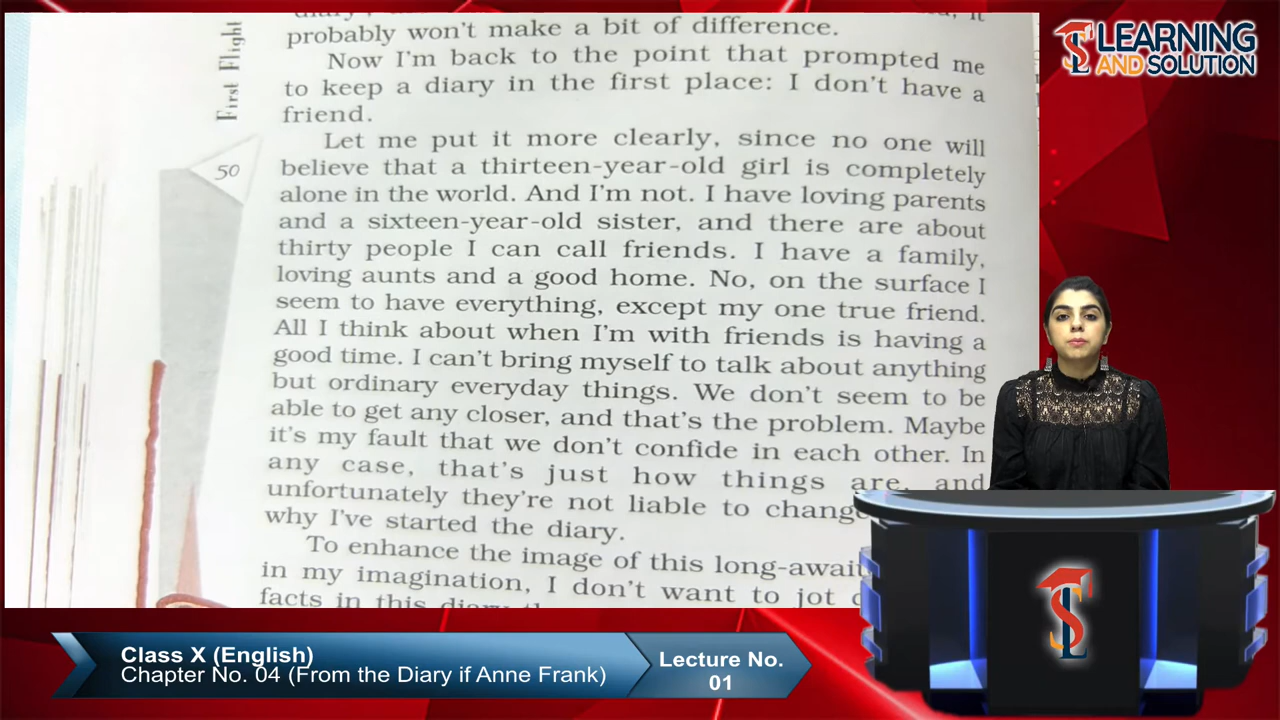 probably won't make a bit of difference.
Now I'm back to the point that prompted me
to keep a diary in the first place: I don't have a
friend.
Let me put it more clearly, since no one will
believe that a thirteen-year-old girl is completely
alone in the world. And I'm not. I have loving parents
and a sixteen-year-old sister, and there are about
thirty people I can call friends. I have a family,
loving aunts and a good home. No, on the surface I
seem to have everything, except my one true friend.
All I think about when I'm with friends is having a
good time. I can't bring myself to talk about anything
but ordinary everyday things. We don't seem to be
able to get any closer, and that's the problem. Maybe
it's my fault that we don't confide in each other. In
any case, that's just how things are, and
unfortunately they're not liable to change
why I've started the diary.
To enhance the image of this long-await
in my imagination, I don't want to jot
facts in this
First Flight
50
LEARNING
AND SOLUTION
Class X (English)
Chapter No. 04 (From the Diary if Anne Frank)
Lecture No.
01